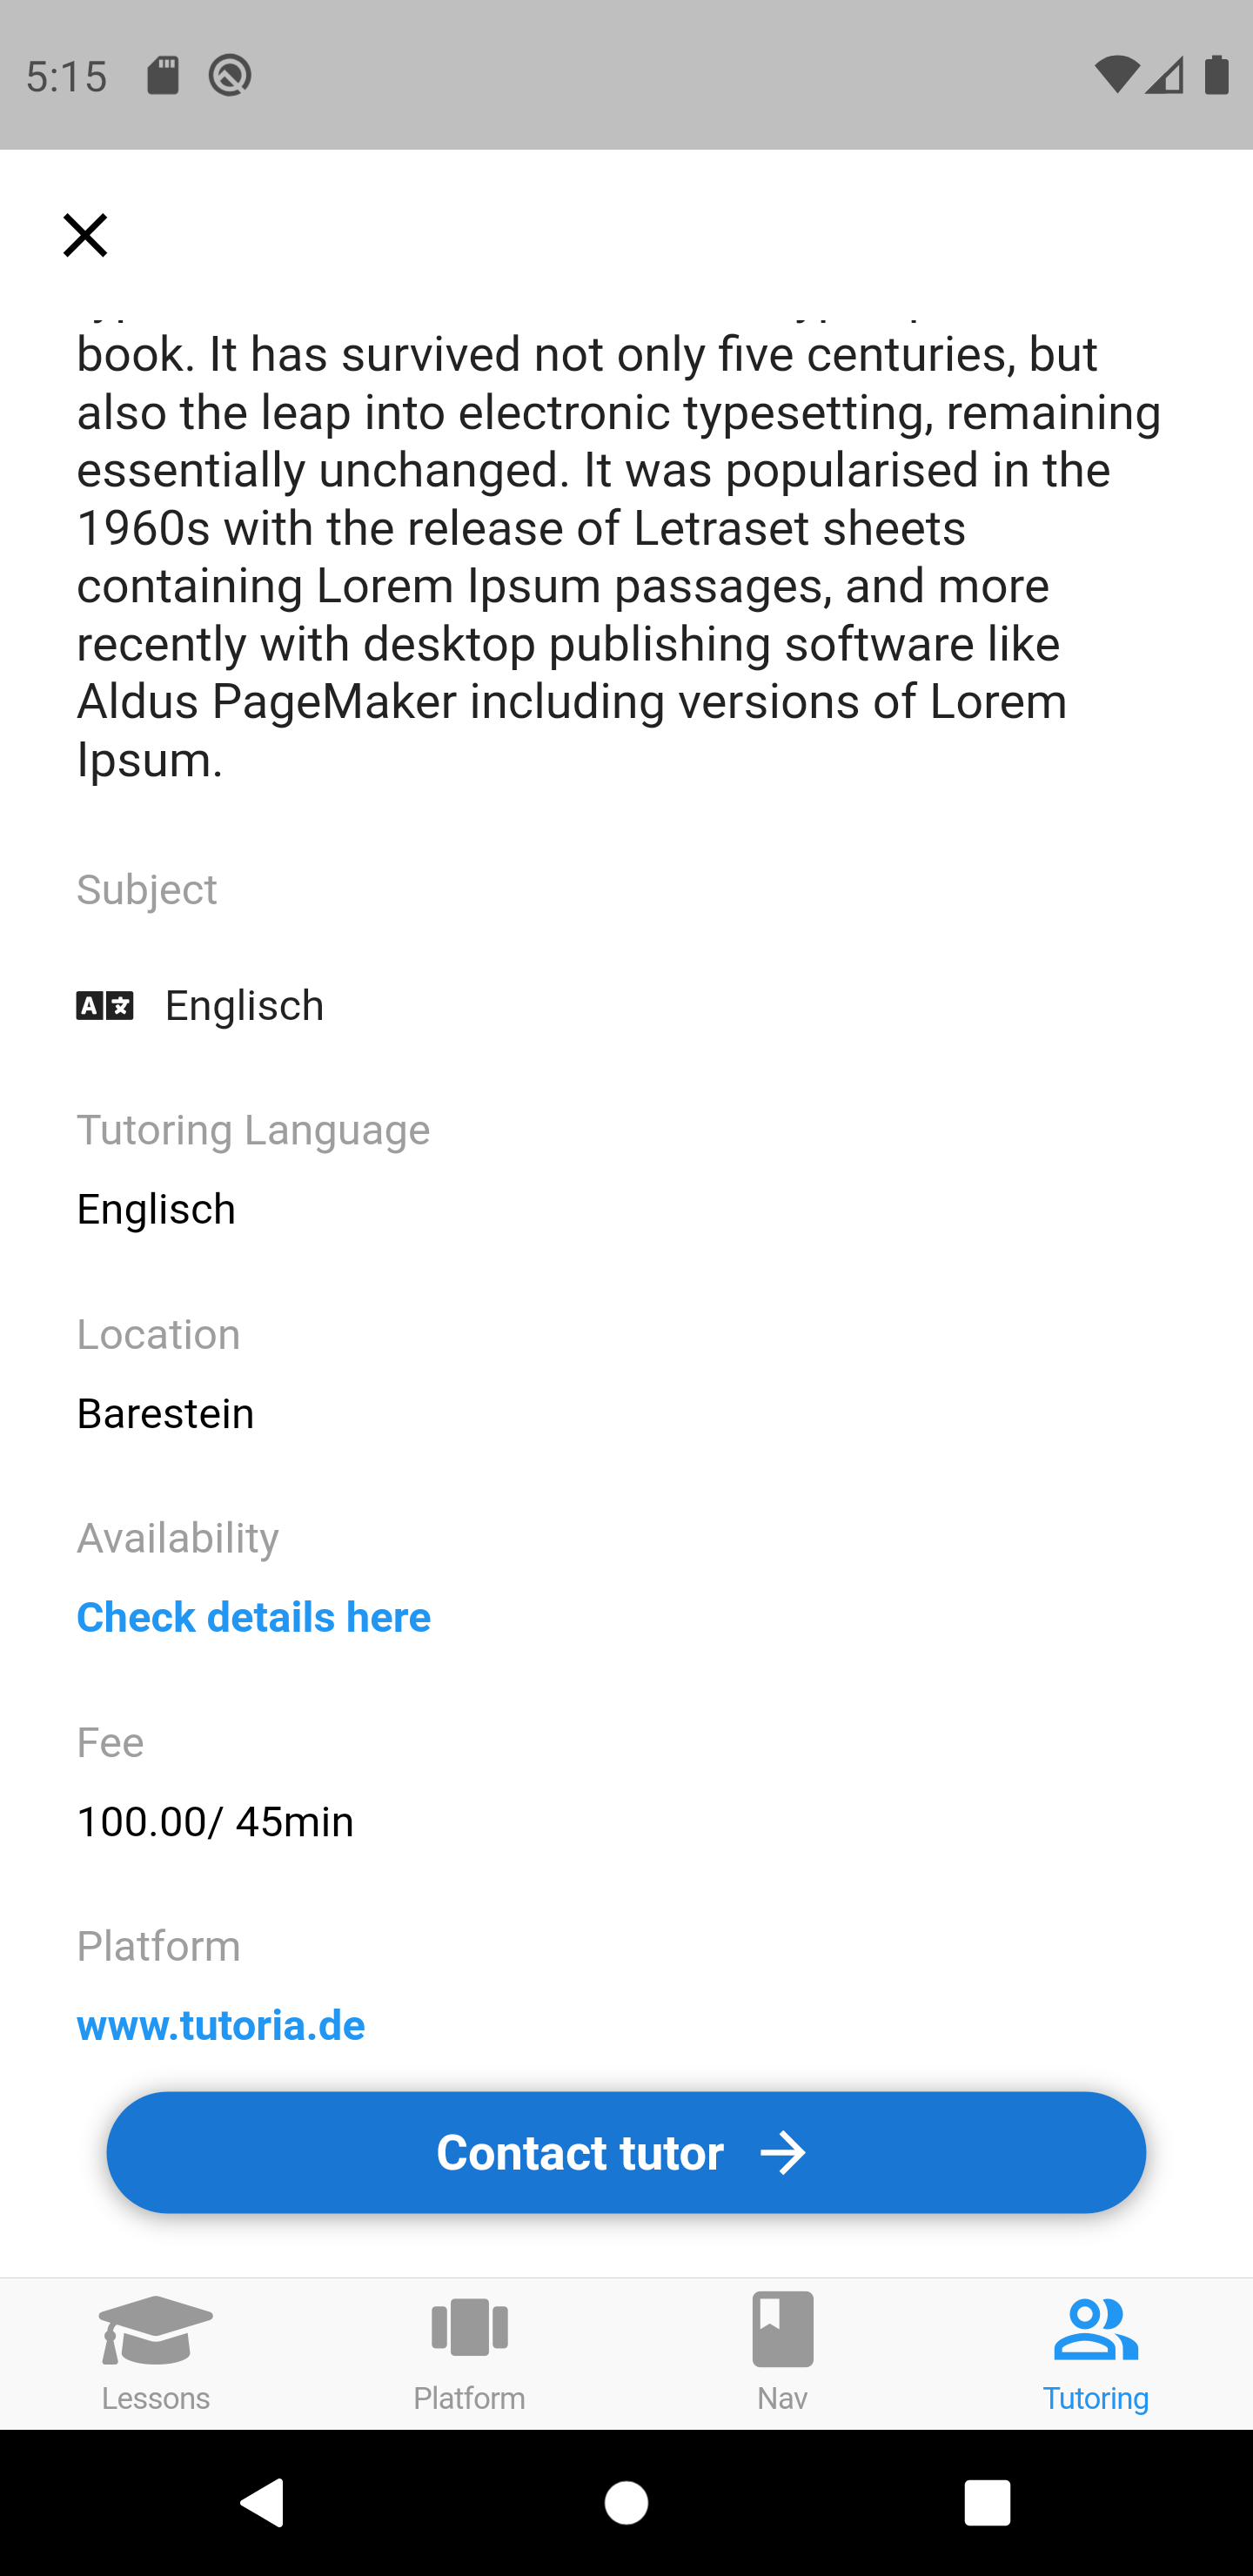 5:15
book. It has survived not only five centuries, but
also the leap into electronic typesetting, remaining
essentially unchanged. It was popularised in the
1960s with the release of Letraset sheets
containing Lorem Ipsum passages, and more
recently with desktop publishing software like
Aldus PageMaker including versions of Lorem
Ipsum.
Subject
Englisch
Tutoring Language
Englisch
Location
Barestein
Availability
Check details here
Fee
100.00/ 45min
Platform
www.tutoria.de
Contact tutor
Lessons
Platform
Nav
Tutoring